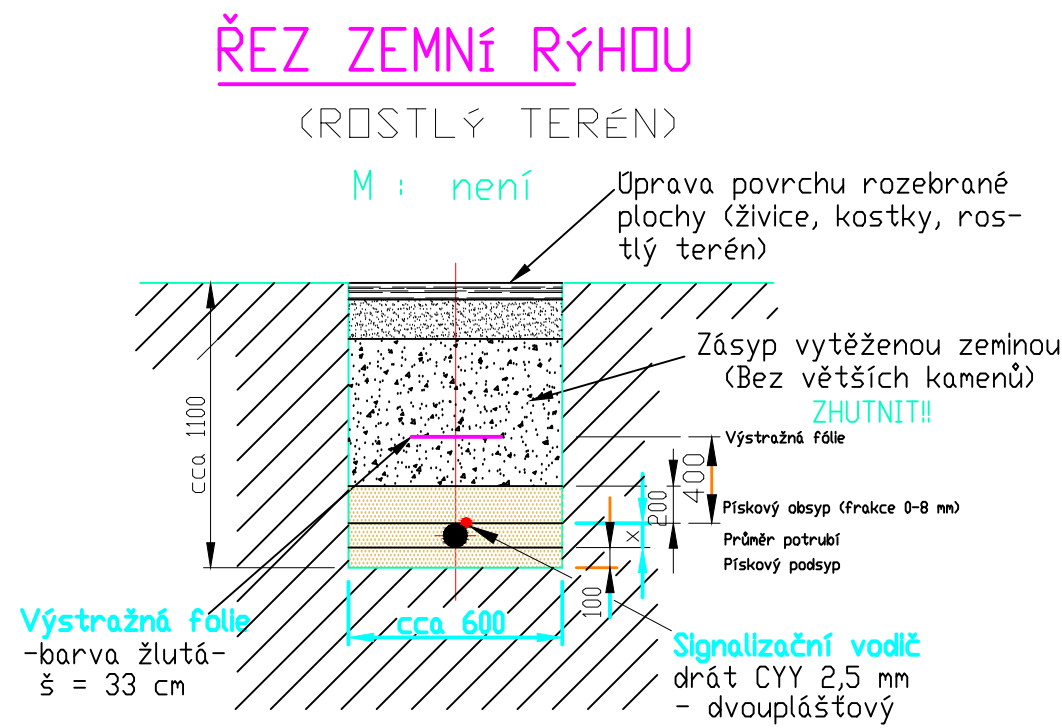 ŘEZ ZEMNÍ RÝHOU
(ROSTLÝ TERÉN)
M : není
Úprava povrchu rozebrané
plochy (živice, kostky, ros-
tlý terén)
Zásyp vytěženou zeminou
(Bez větších kamenů)
ZHUTNIT!!
cca 1100
Výstražná fólie
400
200
Pískový obsyp (frakce 0-8 mm)
x
Průměr potrubí
Pískový podsyp
100
cca 600
Výstražná folie
-barva žlutá-
š = 33 cm
Signalizační vodič
drát CYY 2,5 mm
- dvouplášťový